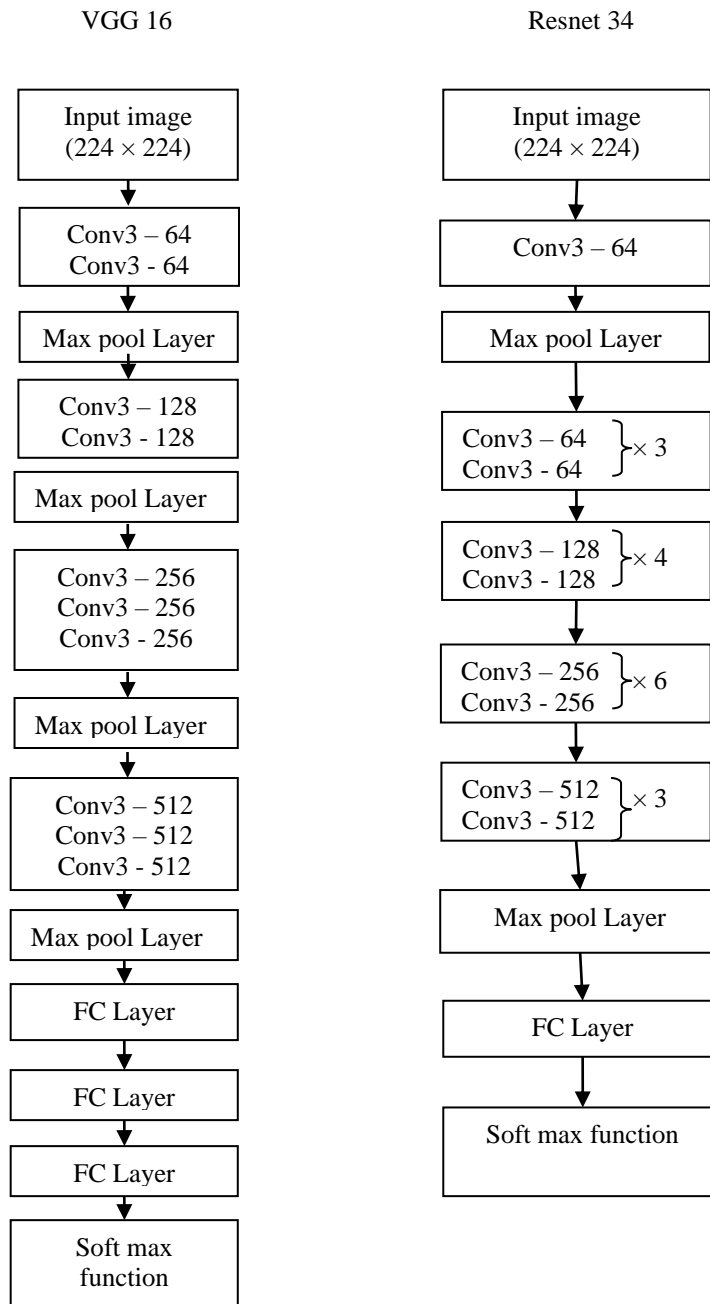 VGG 16
Input image
(224 × 224)
Conv3 – 64
Conv3 - 64
Max pool Layer
Conv3 – 128
Conv3 - 128
Max pool Layer
Conv3 – 256
Conv3 – 256
Conv3 - 256
Max pool Layer
Conv3 – 512
Conv3 – 512
Conv3 - 512
Max pool Layer
FC Layer
FC Layer
FC Layer
Soft max
function
Resnet 34
Input image
(224 × 224)
Conv3 – 64
Max pool Layer
Conv3 – 64
Conv3 - 64
× 3
Conv3 – 128
Conv3 - 128
× 4
Conv3 – 256
Conv3 - 256
× 6
Conv3 – 512
Conv3 - 512
× 3
Max pool Layer
FC Layer
Soft max function